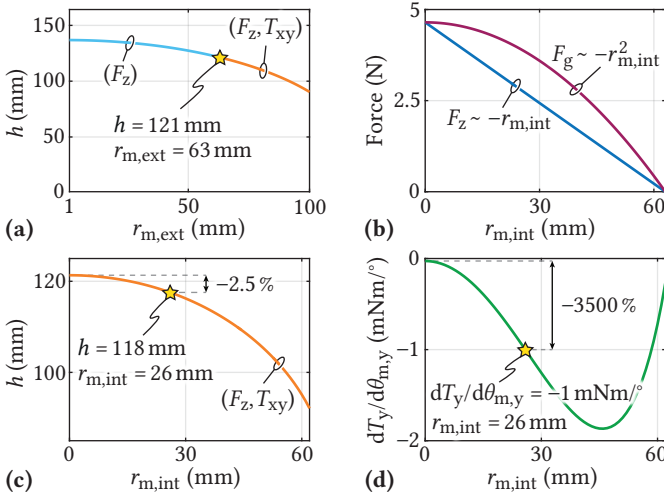 150
100
50
0
h (mm)
(F_z)
(F_z, T_xy)
h = 121 mm
r_m,ext = 63 mm
1
50
100
r_m,ext (mm)
(a)
5
2.5
0
Force (N)
F_g ~ −r²_m,int
F_z ~ −r_m,int
0
30
60
r_m,int (mm)
(b)
120
100
h (mm)
−2.5 %
h = 118 mm
r_m,int = 26 mm
(F_z, T_xy)
0
30
60
r_m,int (mm)
(c)
0
−1
−2
dT_y/dθ_m,y (mNm/°)
−3500 %
dT_y/dθ_m,y = −1 mNm/°
r_m,int = 26 mm
0
30
60
r_m,int (mm)
(d)